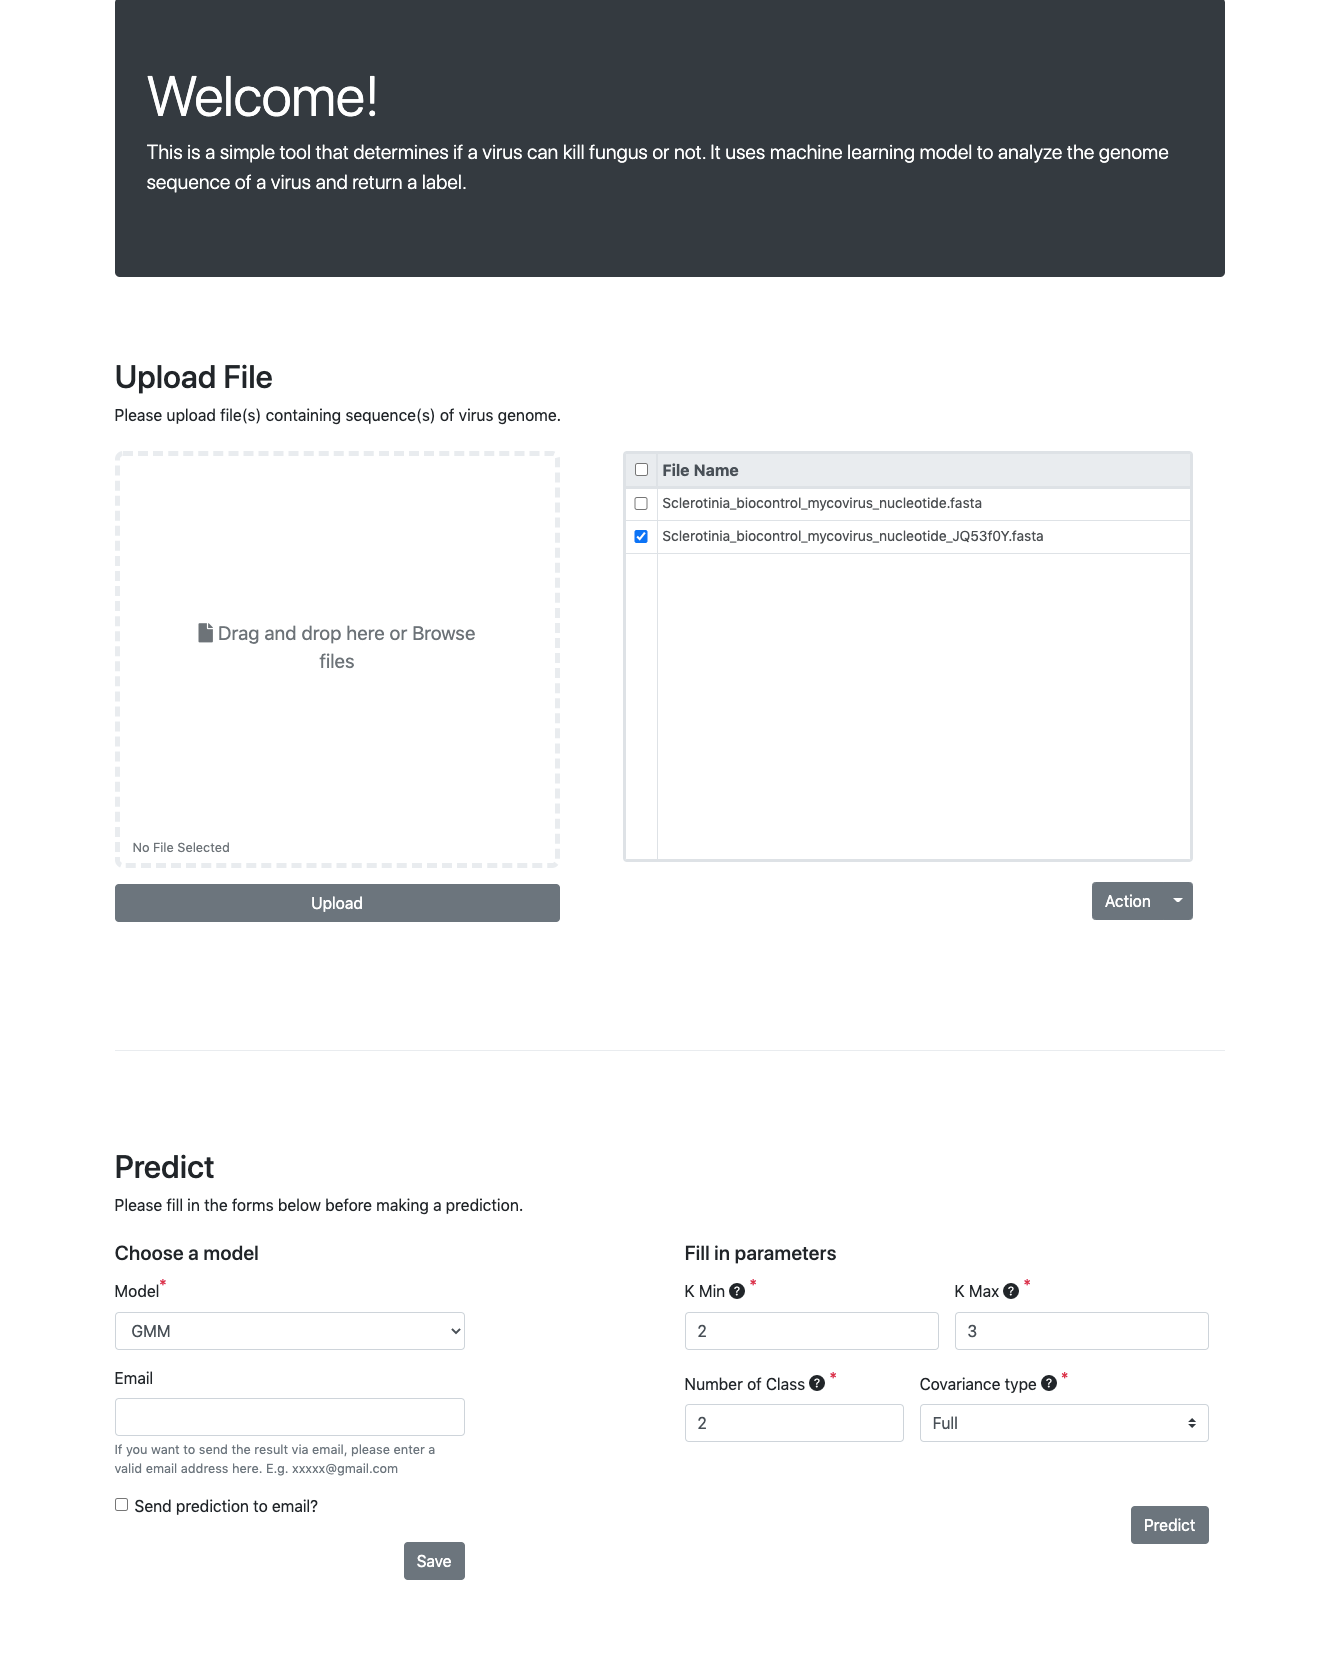 Welcome!
This is a simple tool that determines if a virus can kill fungus or not. It uses machine learning model to analyze the genome
sequence of a virus and return a label.
Upload File
Please upload file(s) containing sequence(s) of virus genome.
Drag and drop here or Browse
files
No File Selected
Upload
File Name
Sclerotinia_biocontrol_mycovirus_nucleotide.fasta
Sclerotinia_biocontrol_mycovirus_nucleotide_JQ53f0Y.fasta
Action
Predict
Please fill in the forms below before making a prediction.
Choose a model
Model*
GMM
Email
If you want to send the result via email, please enter a
valid email address here. E.g. xxxxx@gmail.com
Send prediction to email?
Save
Fill in parameters
K Min ? *
K Max ? *
2
3
Number of Class ? *
Covariance type ? *
2
Full
Predict